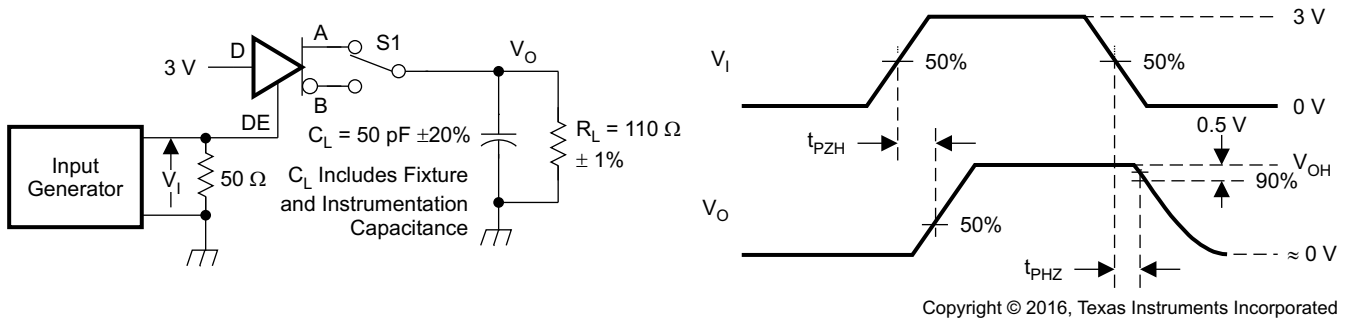 A
S1
D
3 V
B
DE
V_O
C_L = 50 pF ±20%
R_L = 110 Ω
± 1%
Input
Generator
V_I
50 Ω
C_L Includes Fixture
and Instrumentation
Capacitance
3 V
V_I
50%
50%
0 V
t_PZH
0.5 V
V_OH
90%
V_O
50%
≈ 0 V
t_PHZ
Copyright © 2016, Texas Instruments Incorporated